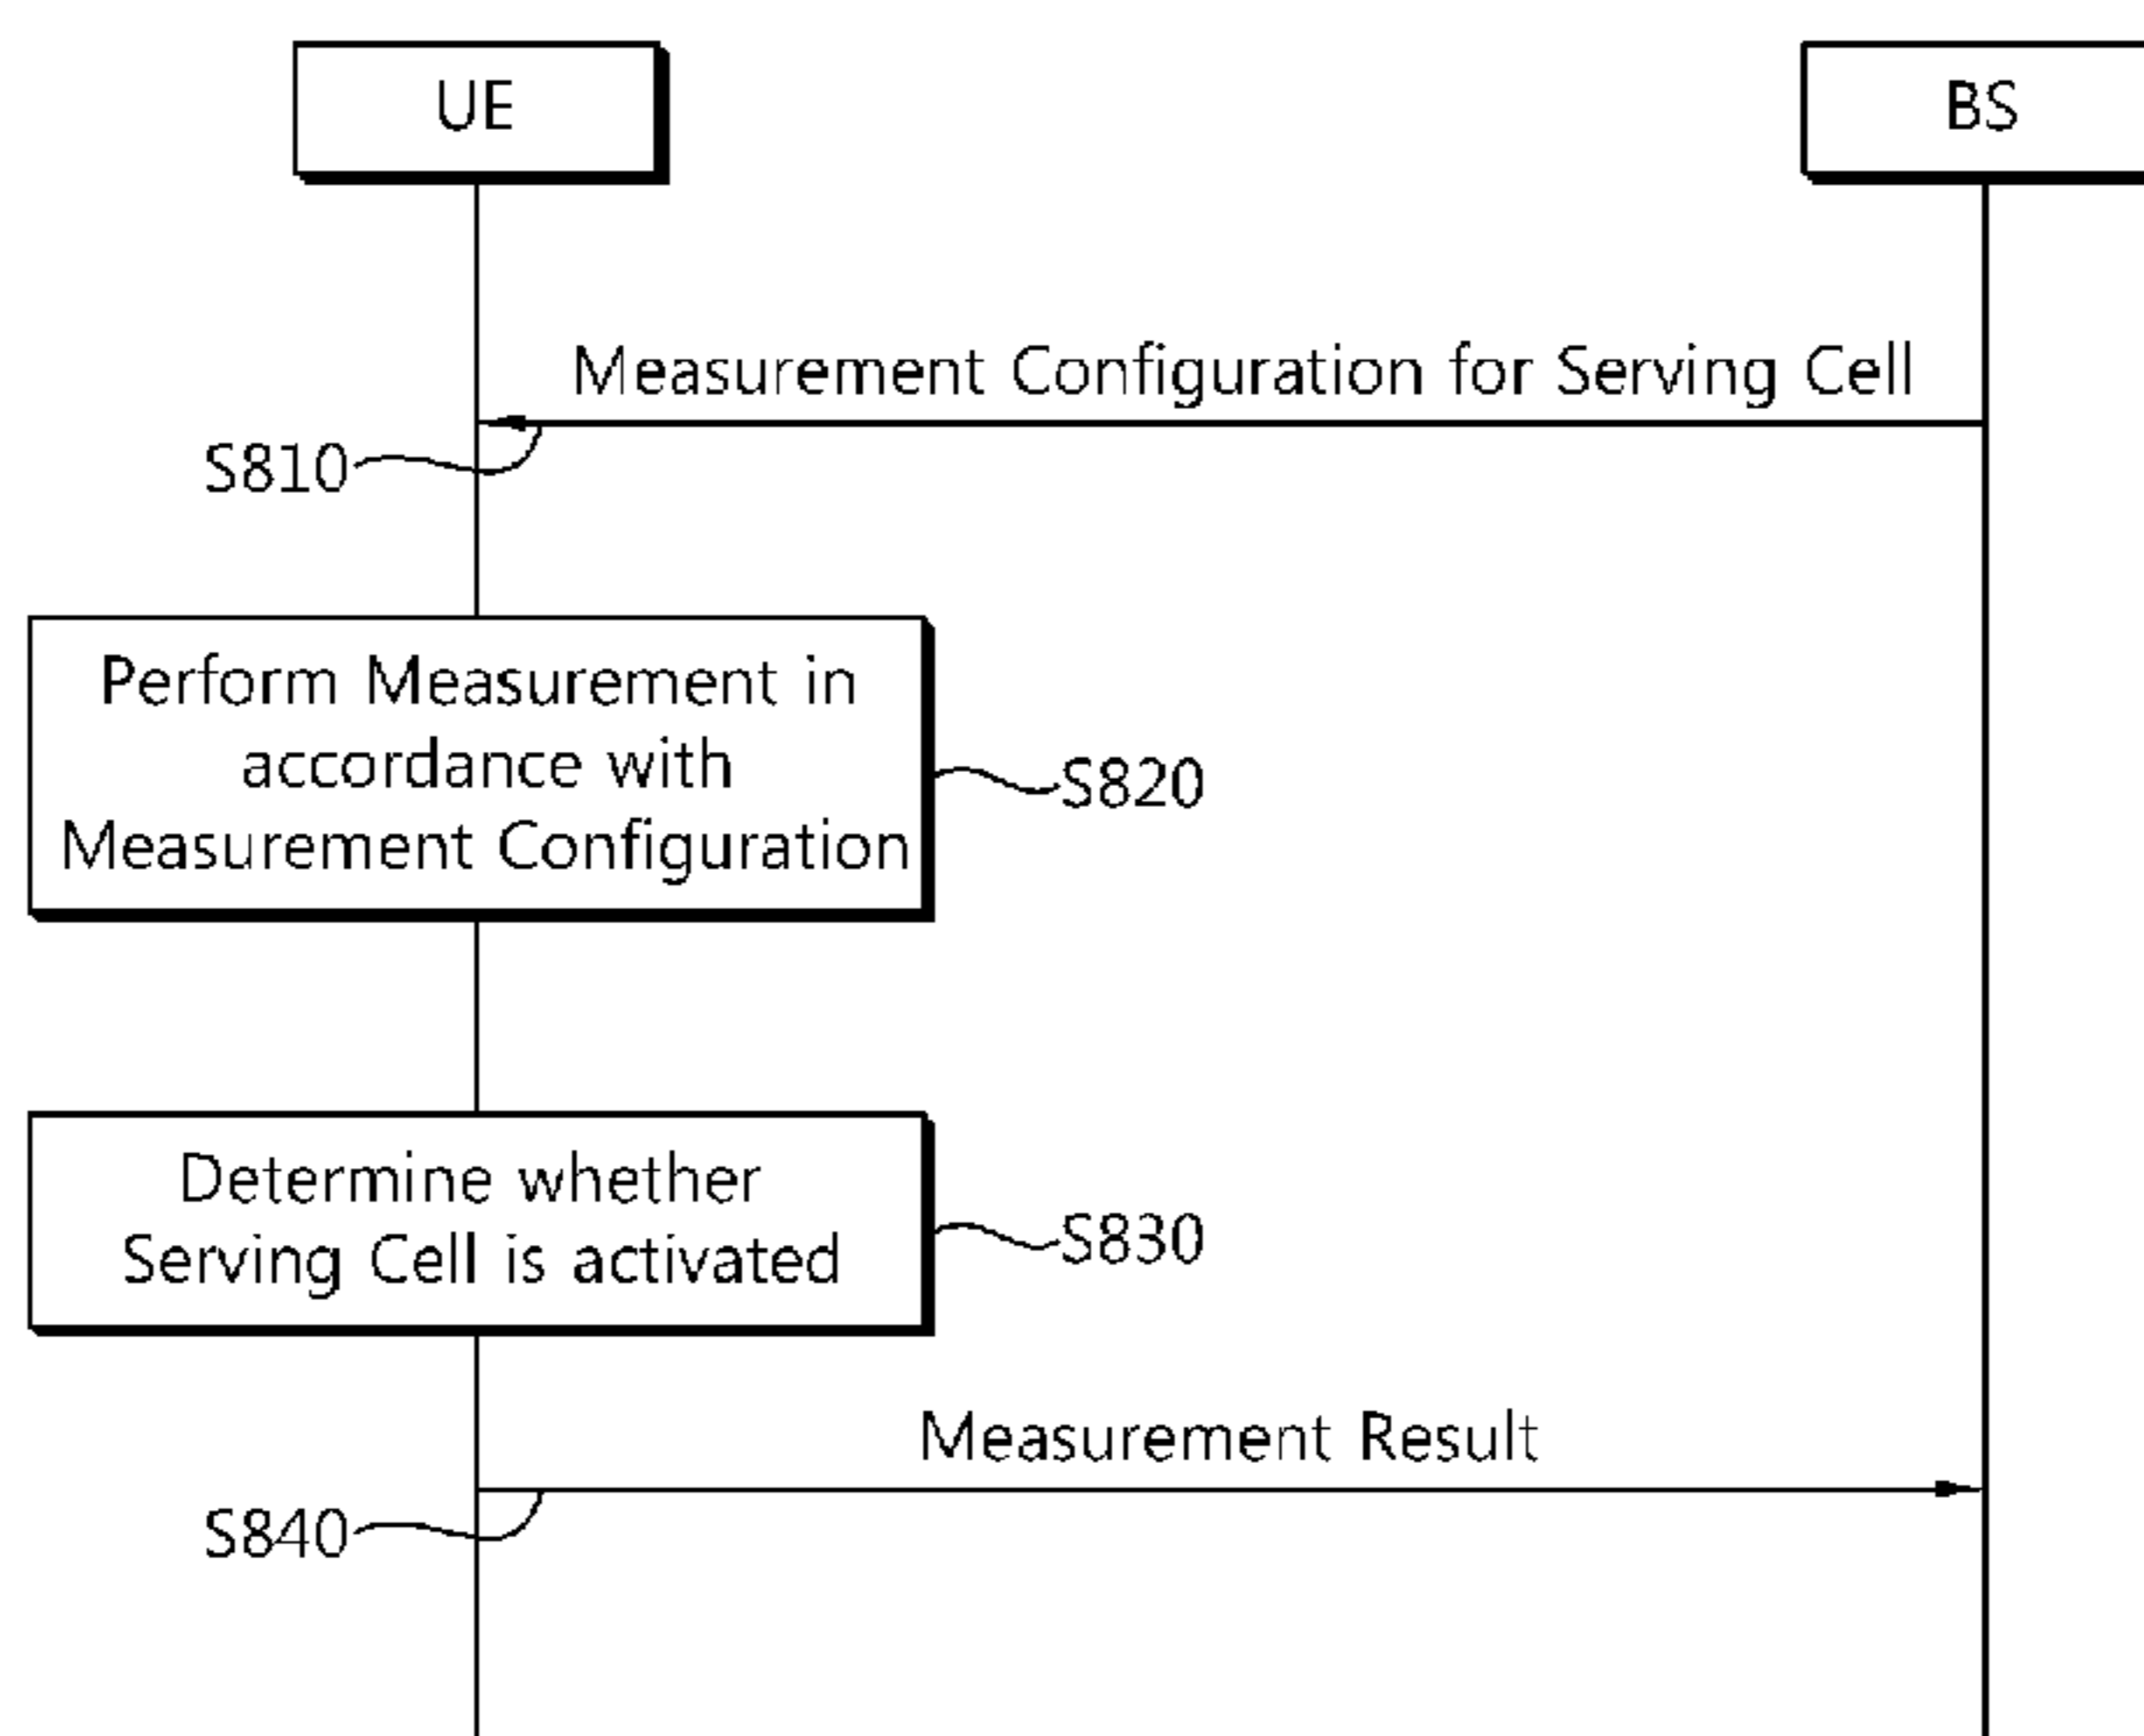 UE
BS
Measurement Configuration for Serving Cell
S810
Perform Measurement in
accordance with
Measurement Configuration
S820
Determine whether
Serving Cell is activated
S830
Measurement Result
S840